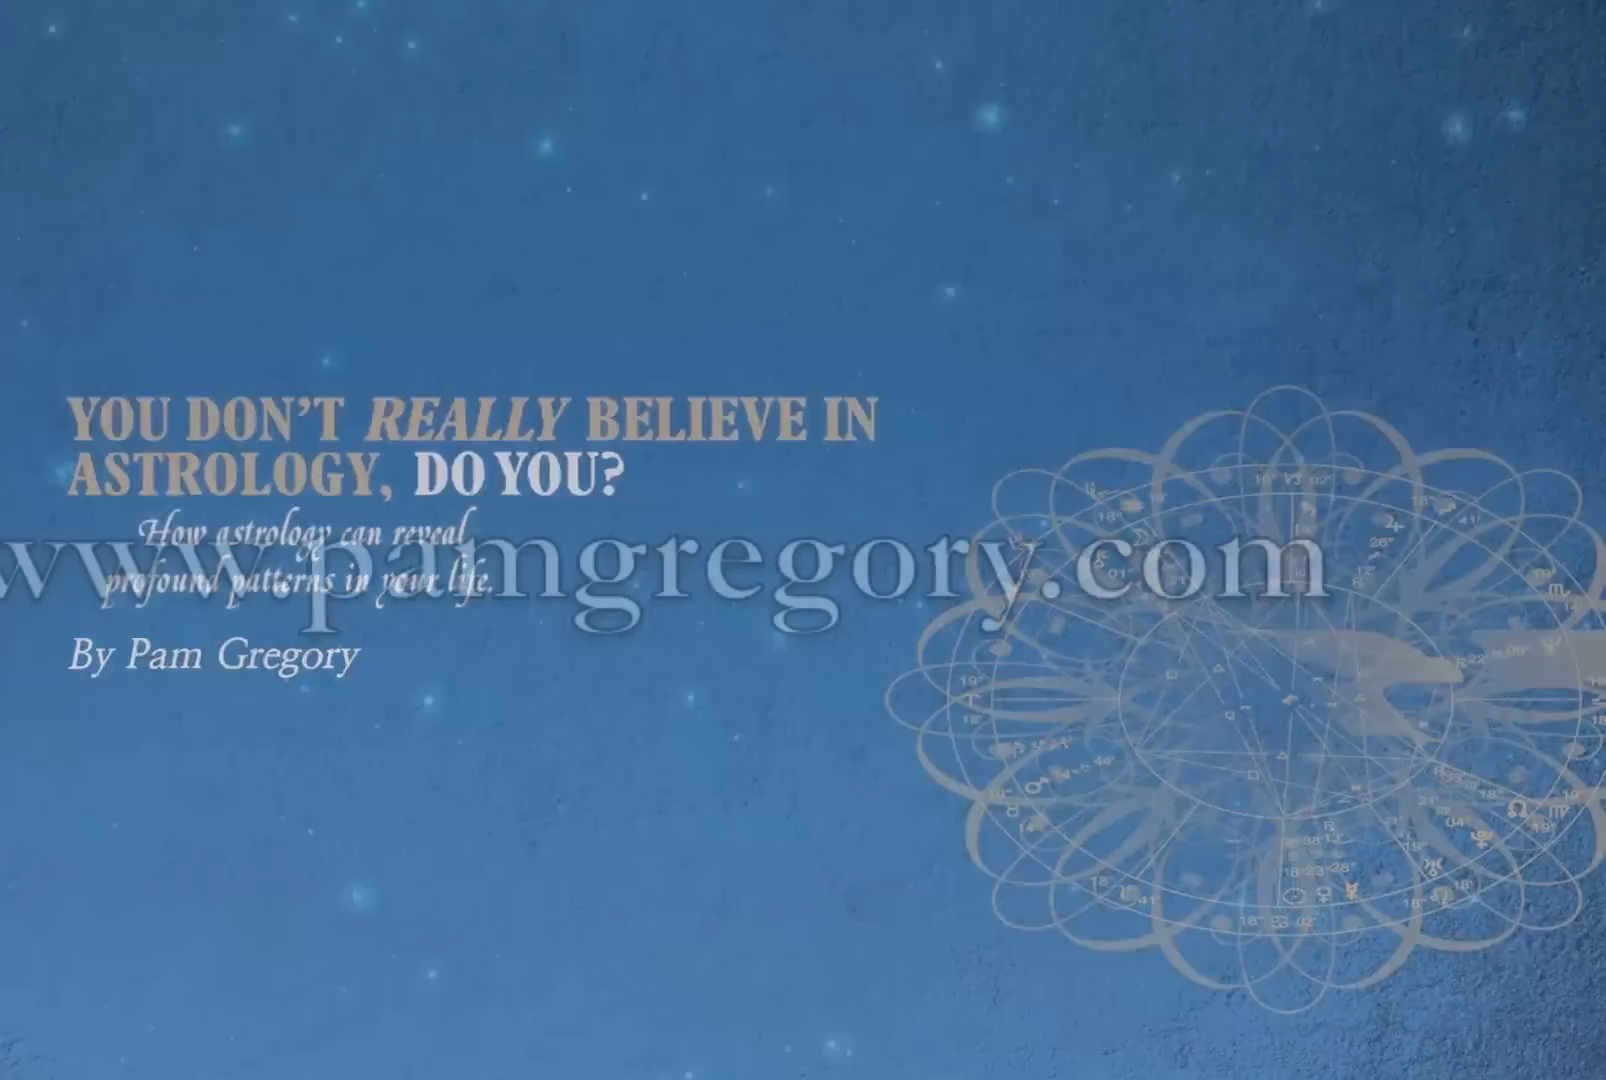 YOU DON'T REALLY BELIEVE IN
ASTROLOGY, DO YOU?
How astrology can reveal
profound patterns in your life.
www.pamgregory.com
By Pam Gregory